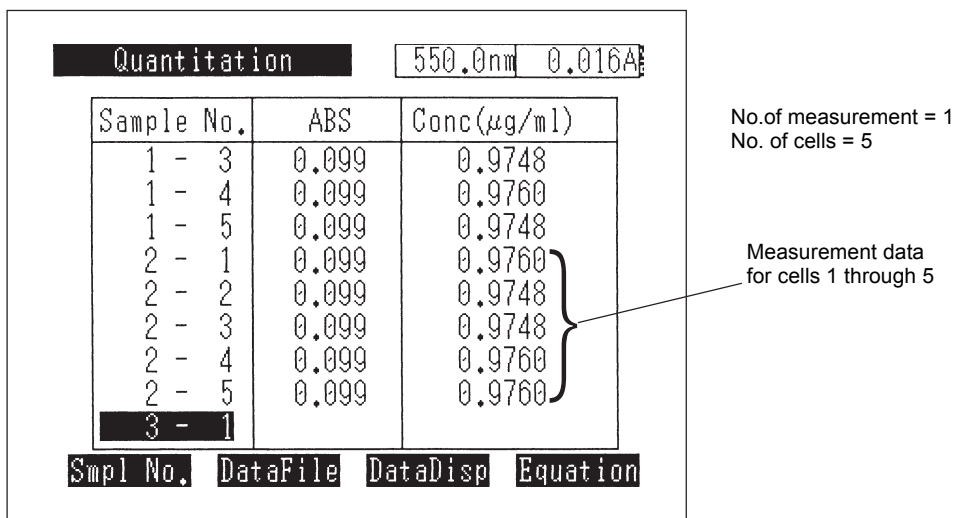 Quantitation 550.0nm 0.016A
Sample No. ABS Conc(μg/ml)
1 - 3 0.099 0.9748
1 - 4 0.099 0.9760
1 - 5 0.099 0.9748
2 - 1 0.099 0.9760
2 - 2 0.099 0.9748
2 - 3 0.099 0.9748
2 - 4 0.099 0.9760
2 - 5 0.099 0.9760
3 - 1
Smpl No. DataFile DataDisp Equation
No.of measurement = 1
No. of cells = 5
Measurement data
for cells 1 through 5